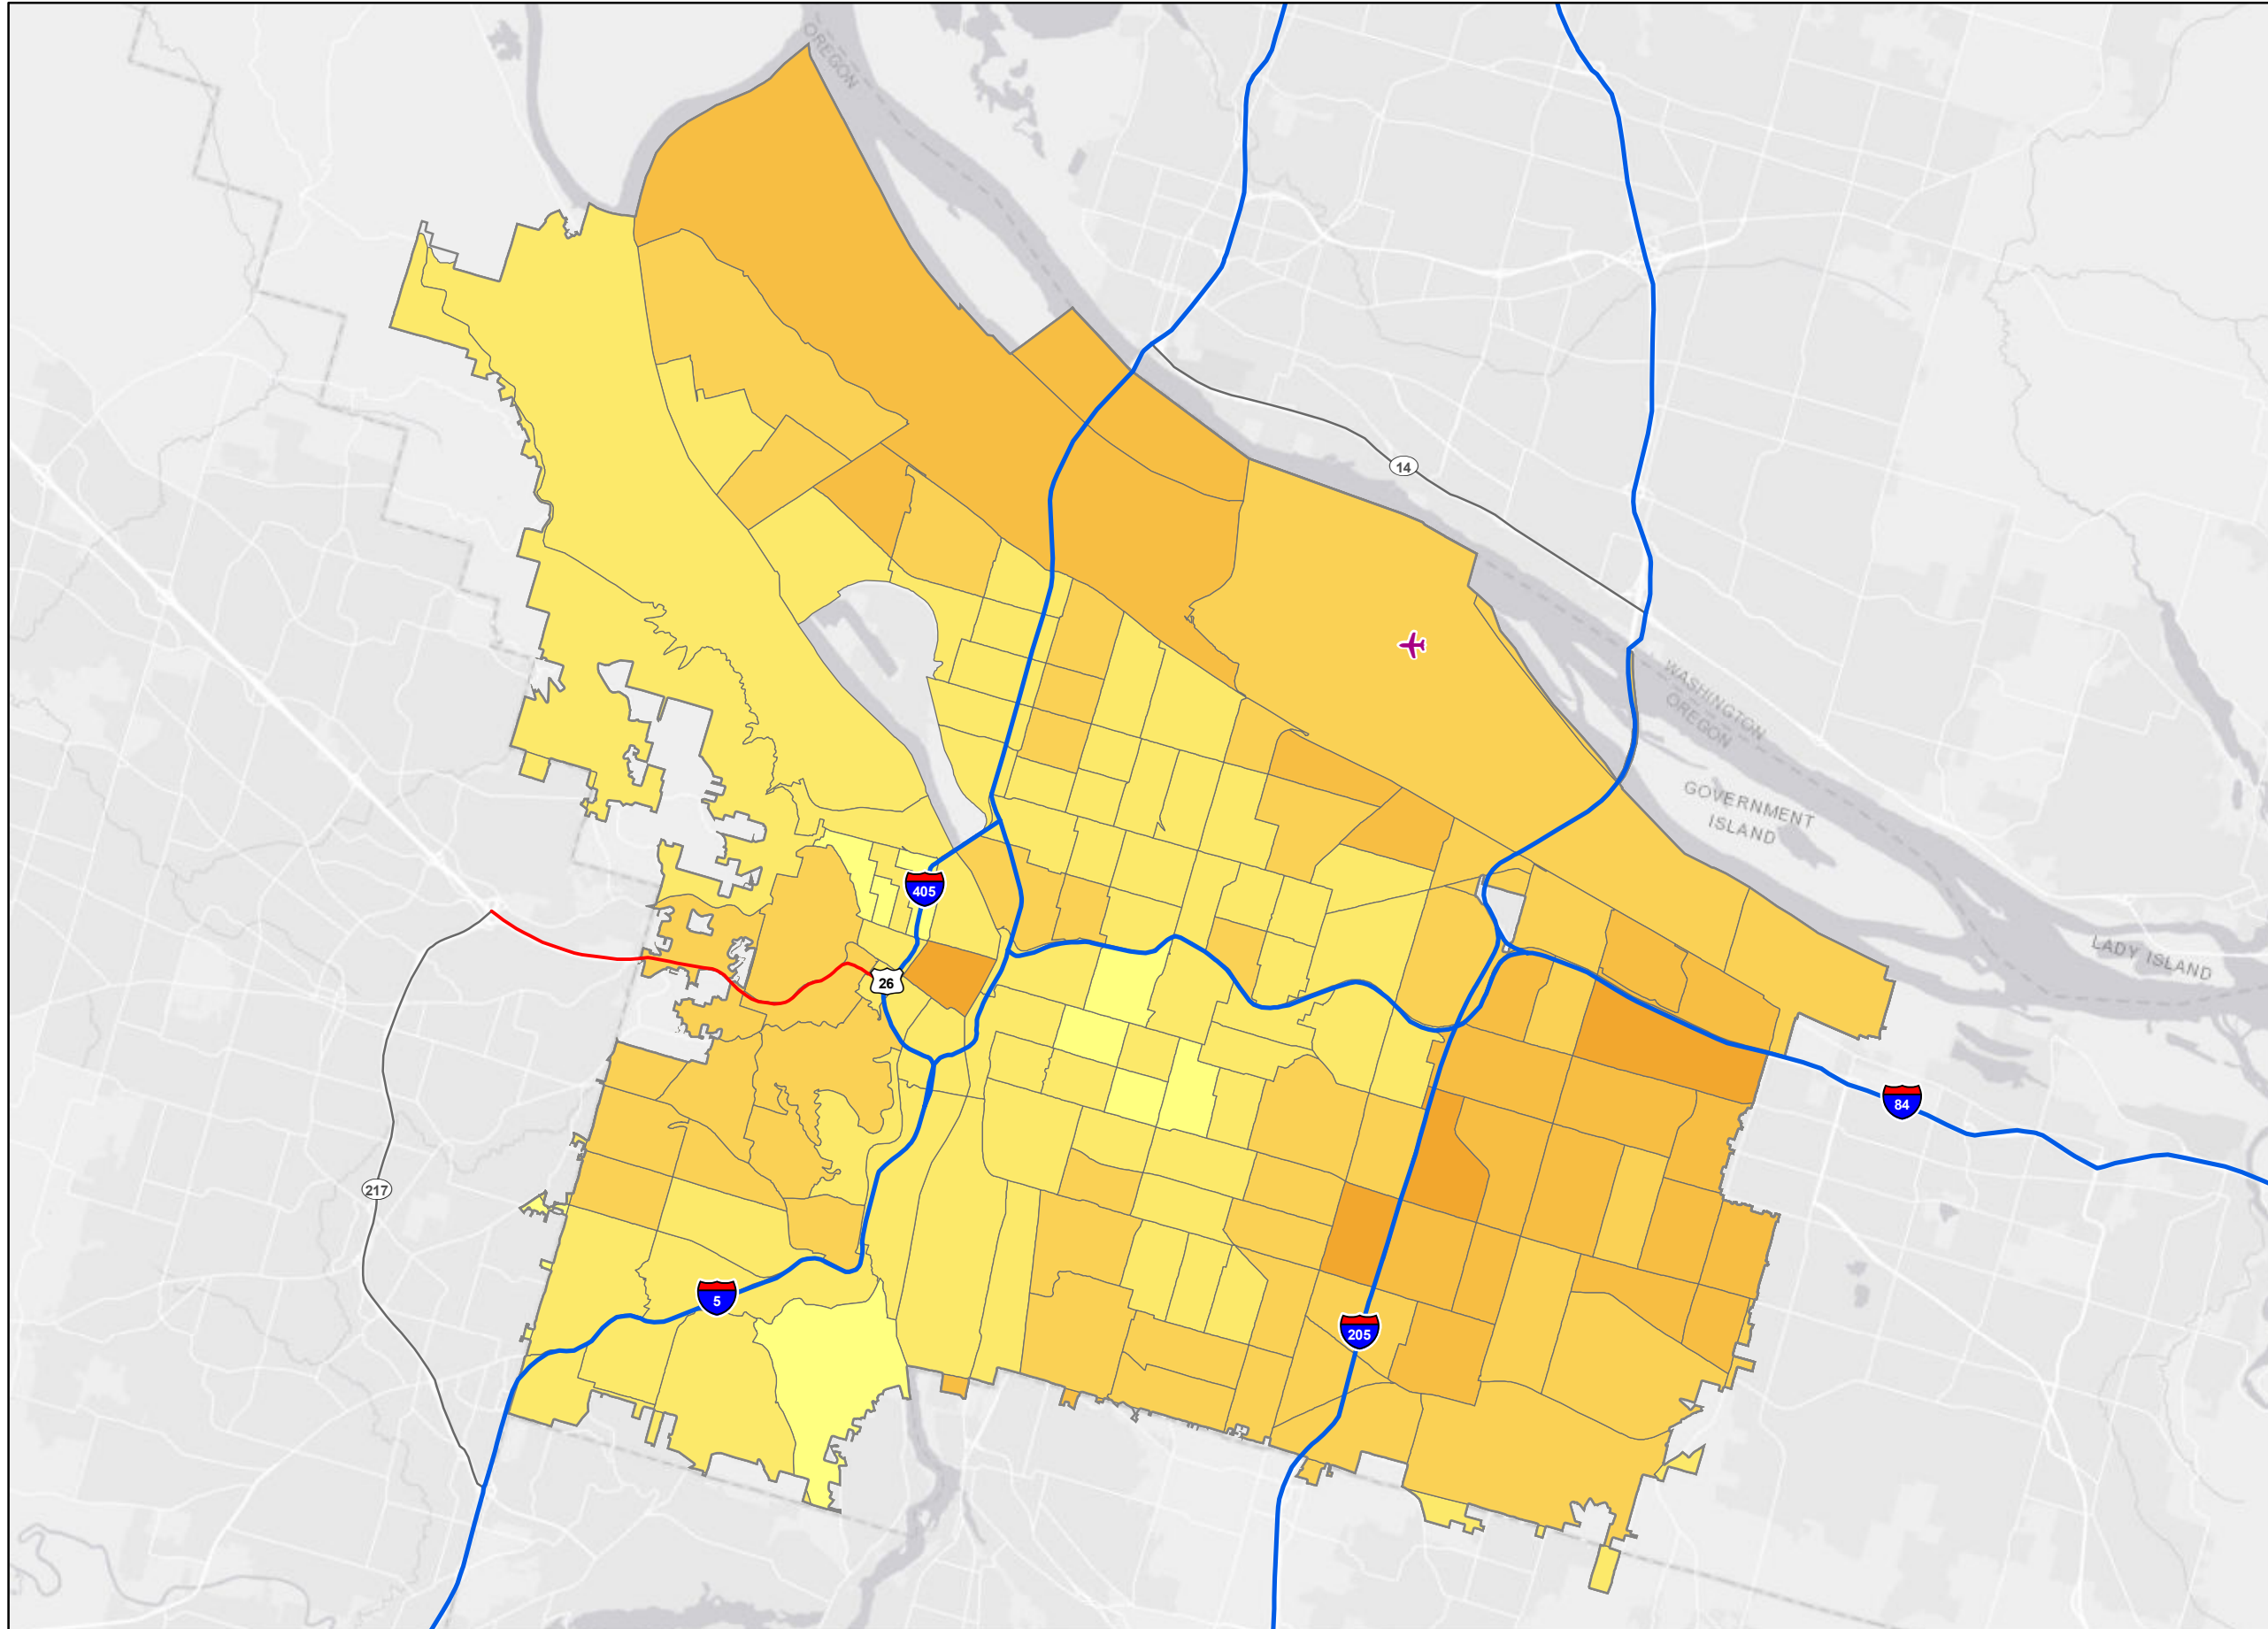 OREGON
14
WASHINGTON
OREGON
GOVERNMENT
ISLAND
405
LADY ISLAND
26
84
217
5
205